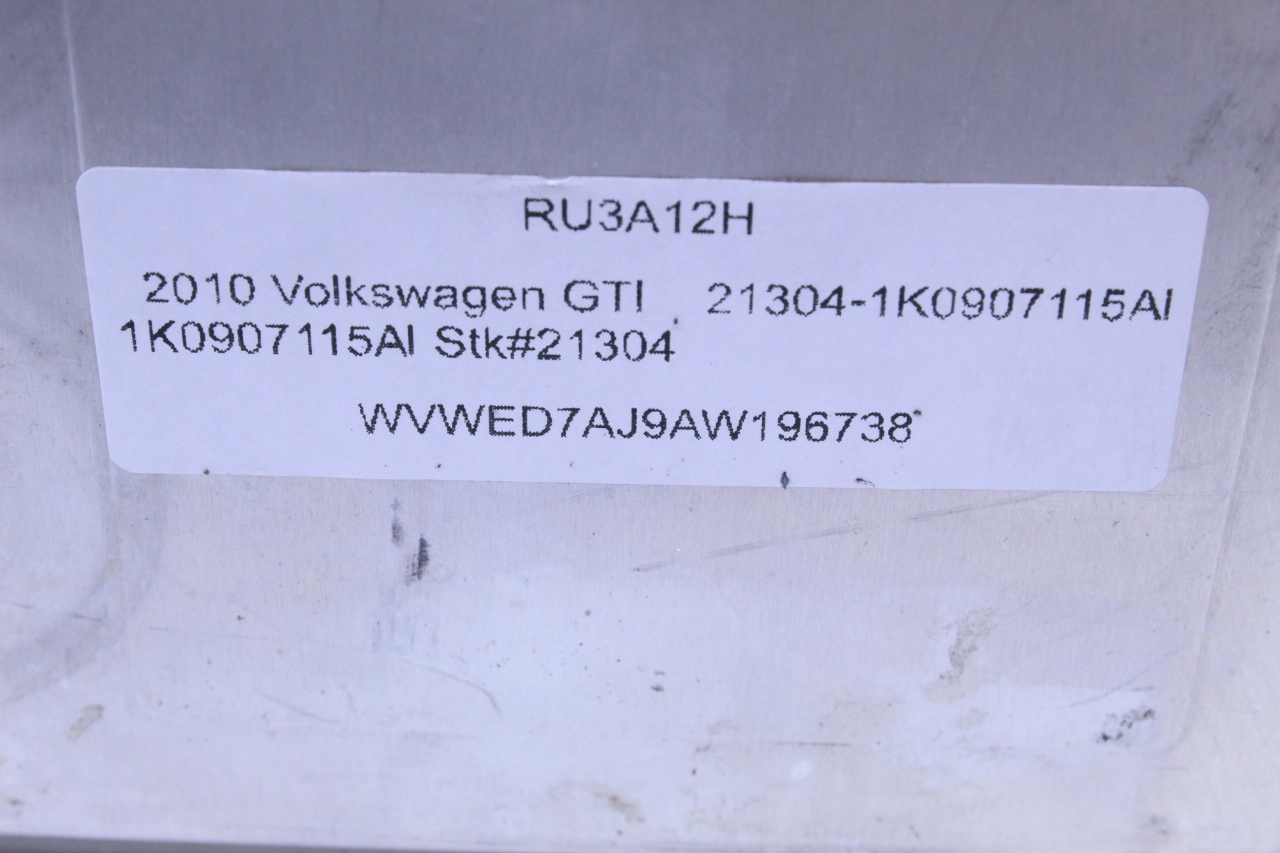 RU3A12H
2010 Volkswagen GTI 21304-1K0907115AI
1K0907115AI Stk#21304
WVWED7AJ9AW196738